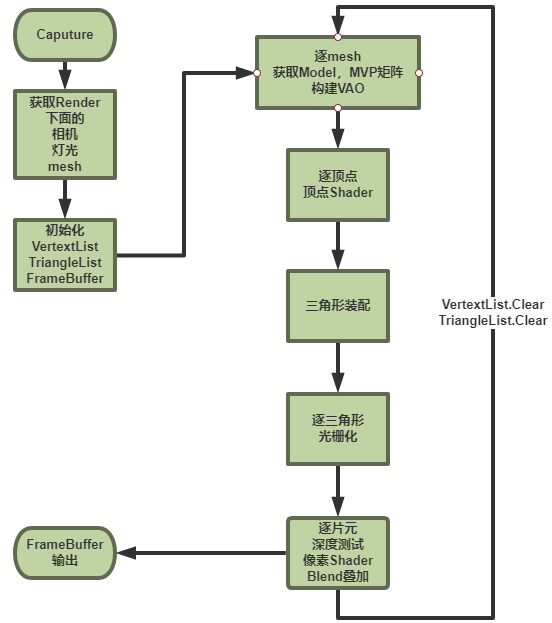 Caputure
获取Render
下面的
相机
灯光
mesh
初始化
VertextList
TriangleList
FrameBuffer
逐mesh
获取Model，MVP矩阵
构建VAO
逐顶点
顶点Shader
三角形装配
逐三角形
光栅化
逐片元
深度测试
像素Shader
Blend叠加
VertextList.Clear
TriangleList.Clear
FrameBuffer
输出